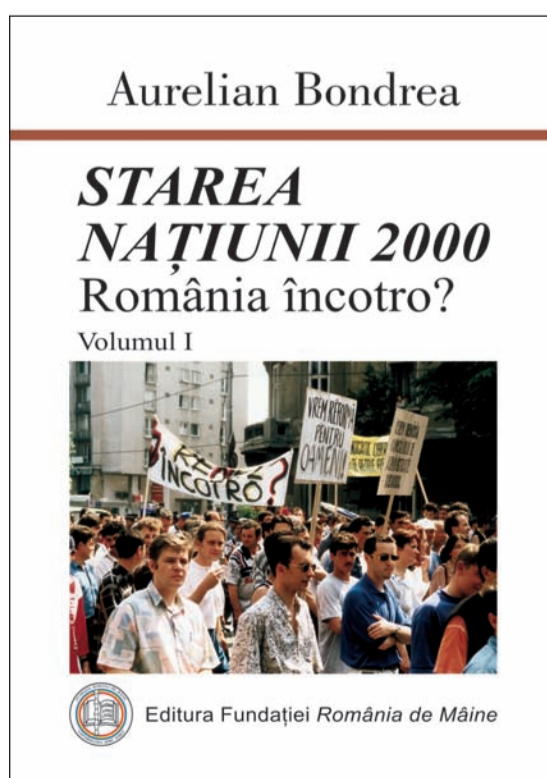 Aurelian Bondrea
STAREA
NAȚIUNII 2000
România încotro?
Volumul I
ÎNCOTRO?
VREM REFORMĂ
PENTRU
OAMENI!
Editura Fundației România de Mâine